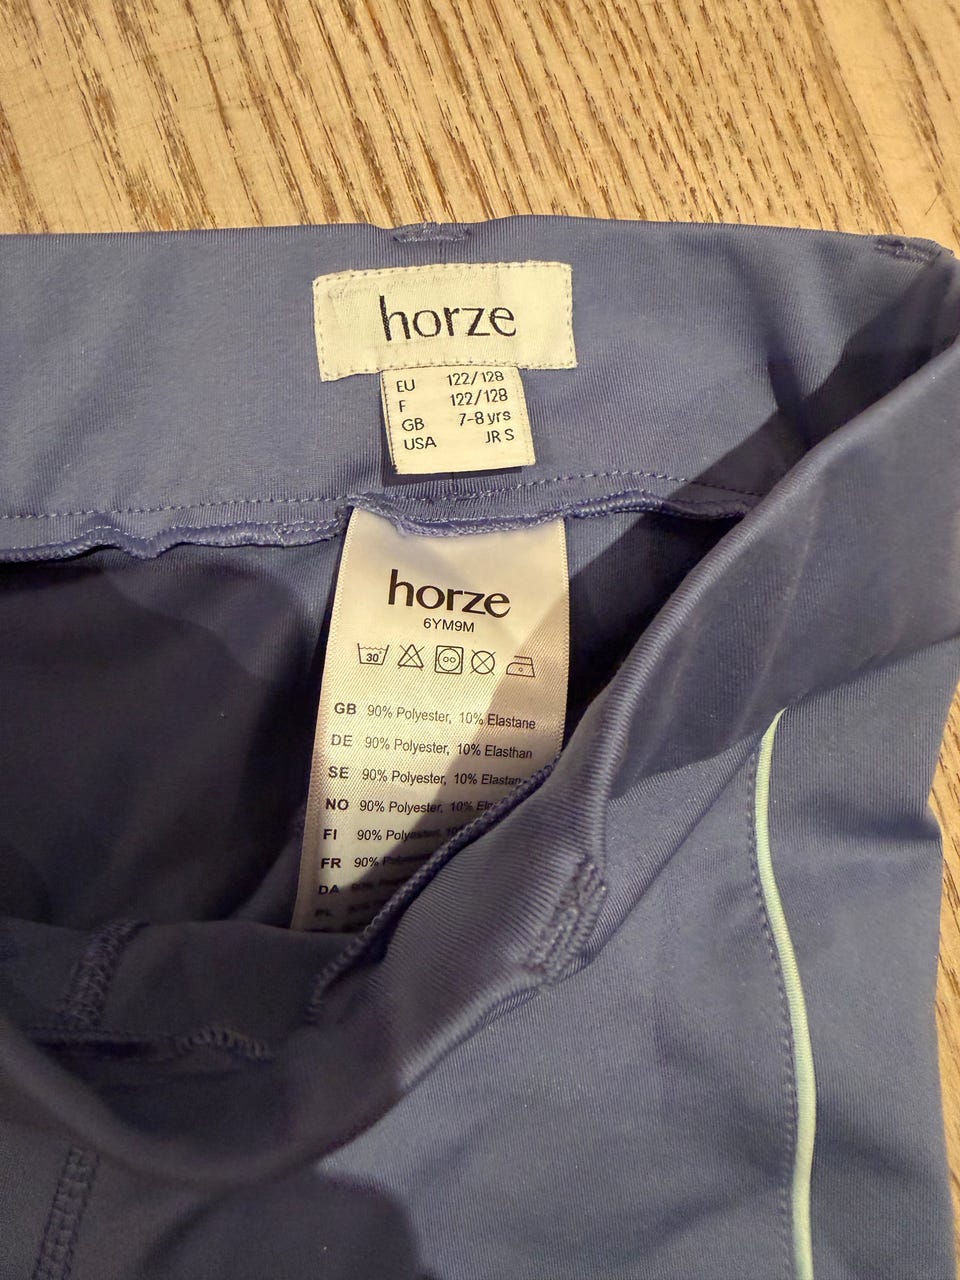 horze
EU 122/128
F 122/128
GB 7-8 yrs
USA JR S
horze
6YM9M
30
GB 90% Polyester, 10% Elastane
DE 90% Polyester, 10% Elasthan
SE 90% Polyester, 10% Elastan
NO 90% Polyester, 10%
FI 90% Polyester,
FR 90%
DA
PL